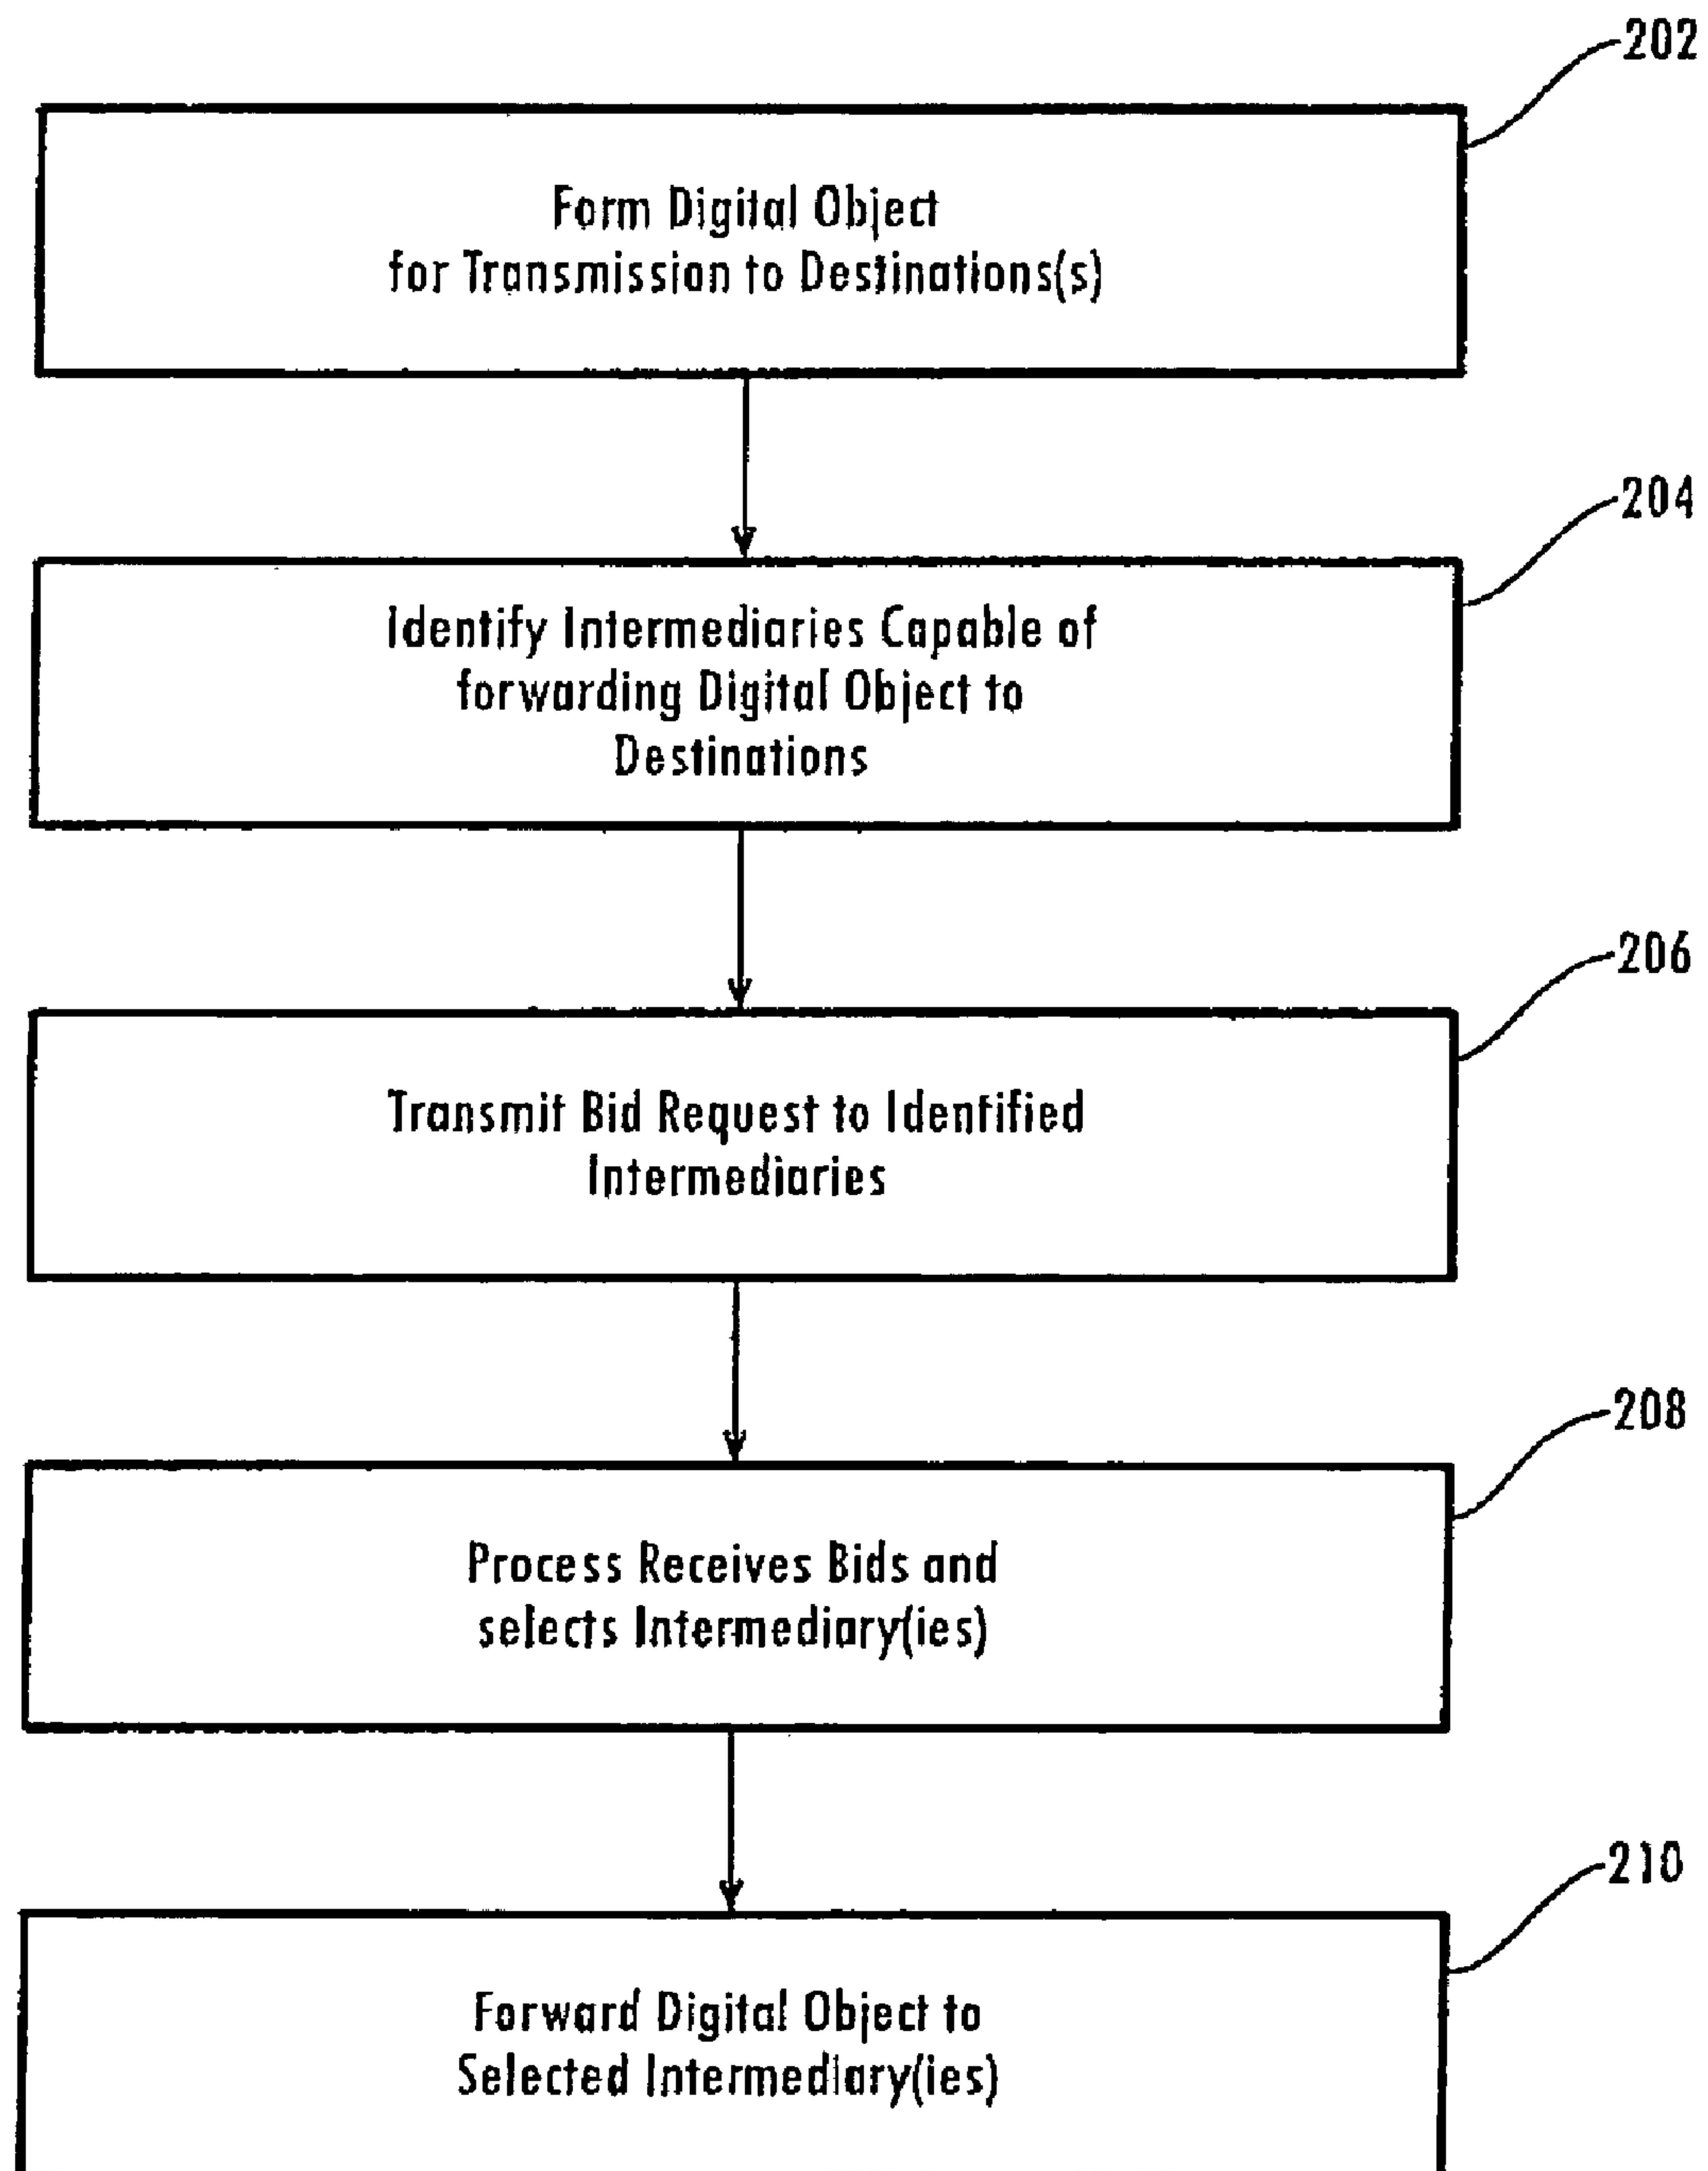 202
Form Digital Object
for Transmission to Destinations(s)
204
Identify Intermediaries Capable of
forwarding Digital Object to
Destinations
206
Transmit Bid Request to Identified
Intermediaries
208
Process Receives Bids and
selects Intermediary(ies)
210
Forward Digital Object to
Selected Intermediary(ies)